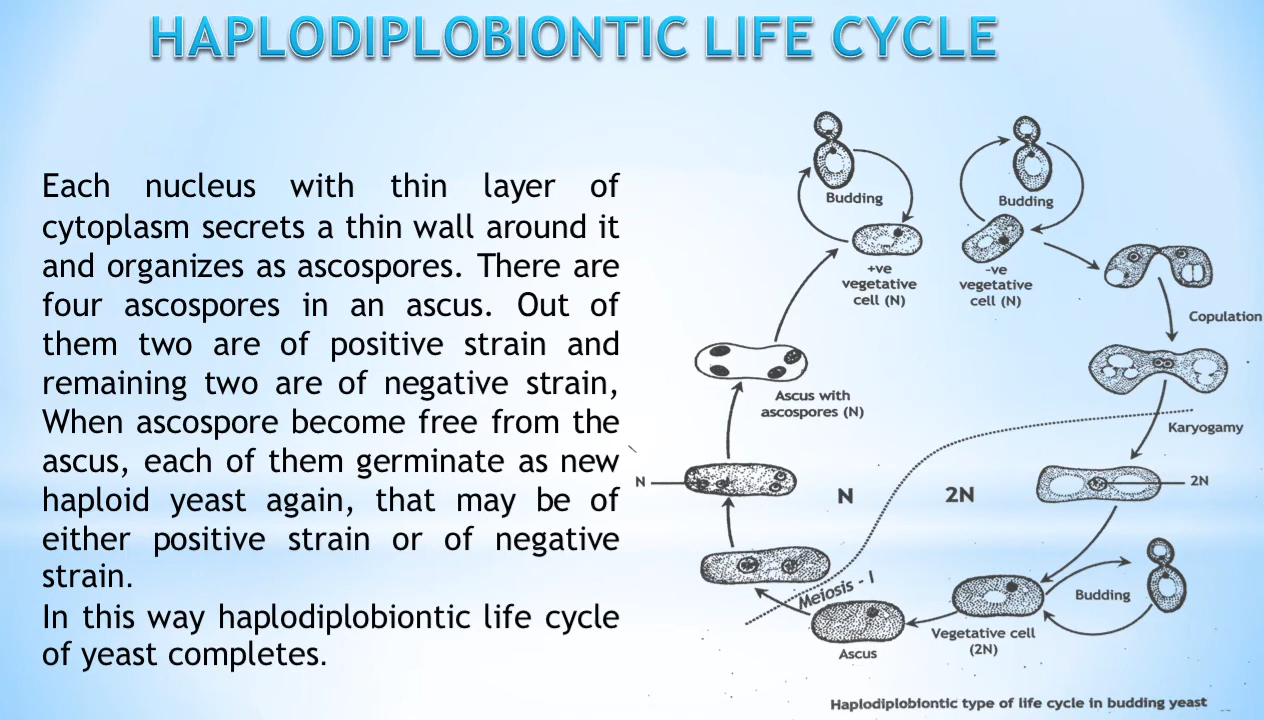 HAPLODIPLOBIONTIC LIFE CYCLE
Each nucleus with thin layer of
cytoplasm secrets a thin wall around it
and organizes as ascospores. There are
four ascospores in an ascus. Out of
them two are of positive strain and
remaining two are of negative strain,
When ascospore become free from the
ascus, each of them germinate as new
haploid yeast again, that may be of
either positive strain or of negative
strain.
In this way haplodiplobiontic life cycle
of yeast completes.
Budding
Budding
+ve
vegetative
cell (N)
-ve
vegetative
cell (N)
Copulation
Ascus with
ascospores (N)
Karyogamy
N
N
2N
2N
Meiosis - I
Budding
Vegetative cell
(2N)
Ascus
Haplodiplobiontic type of life cycle in budding yeast